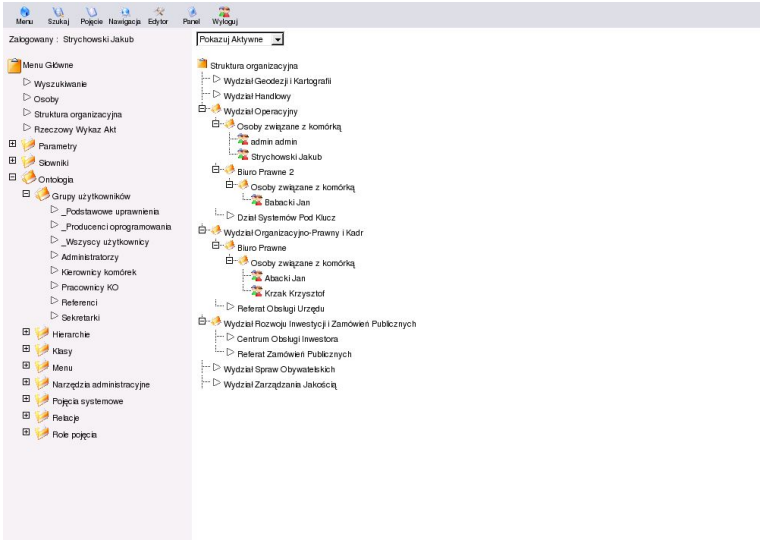 Menu Szukaj Pojęcie Nawigacja Edytor Panel Wyloguj
Zalogowany : Strychowski Jakub
Pokazuj Aktywne
Menu Główne
Wyszukiwanie
Osoby
Struktura organizacyjna
Rzeczowy Wykaz Akt
Parametry
Słowniki
Ontologia
Grupy użytkowników
_Podstawowe uprawnienia
_Producenci oprogramowania
_Wszyscy użytkownicy
Administratorzy
Kierownicy komórek
Pracownicy KO
Referenci
Sekretarki
Hierarchie
Klasy
Menu
Narzędzia administracyjne
Pojęcia systemowe
Relacje
Role pojęcia
Struktura organizacyjna
Wydział Geodezji i Kartografii
Wydział Handlowy
Wydział Operacyjny
Osoby związane z komórką
admin admin
Strychowski Jakub
Biuro Prawne 2
Osoby związane z komórką
Babacki Jan
Dział Systemów Pod Klucz
Wydział Organizacyjno-Prawny i Kadr
Biuro Prawne
Osoby związane z komórką
Abacki Jan
Krzak Krzysztof
Referat Obsługi Urzędu
Wydział Rozwoju Inwestycji i Zamówień Publicznych
Centrum Obsługi Inwestora
Referat Zamówień Publicznych
Wydział Spraw Obywatelskich
Wydział Zarządzania Jakością